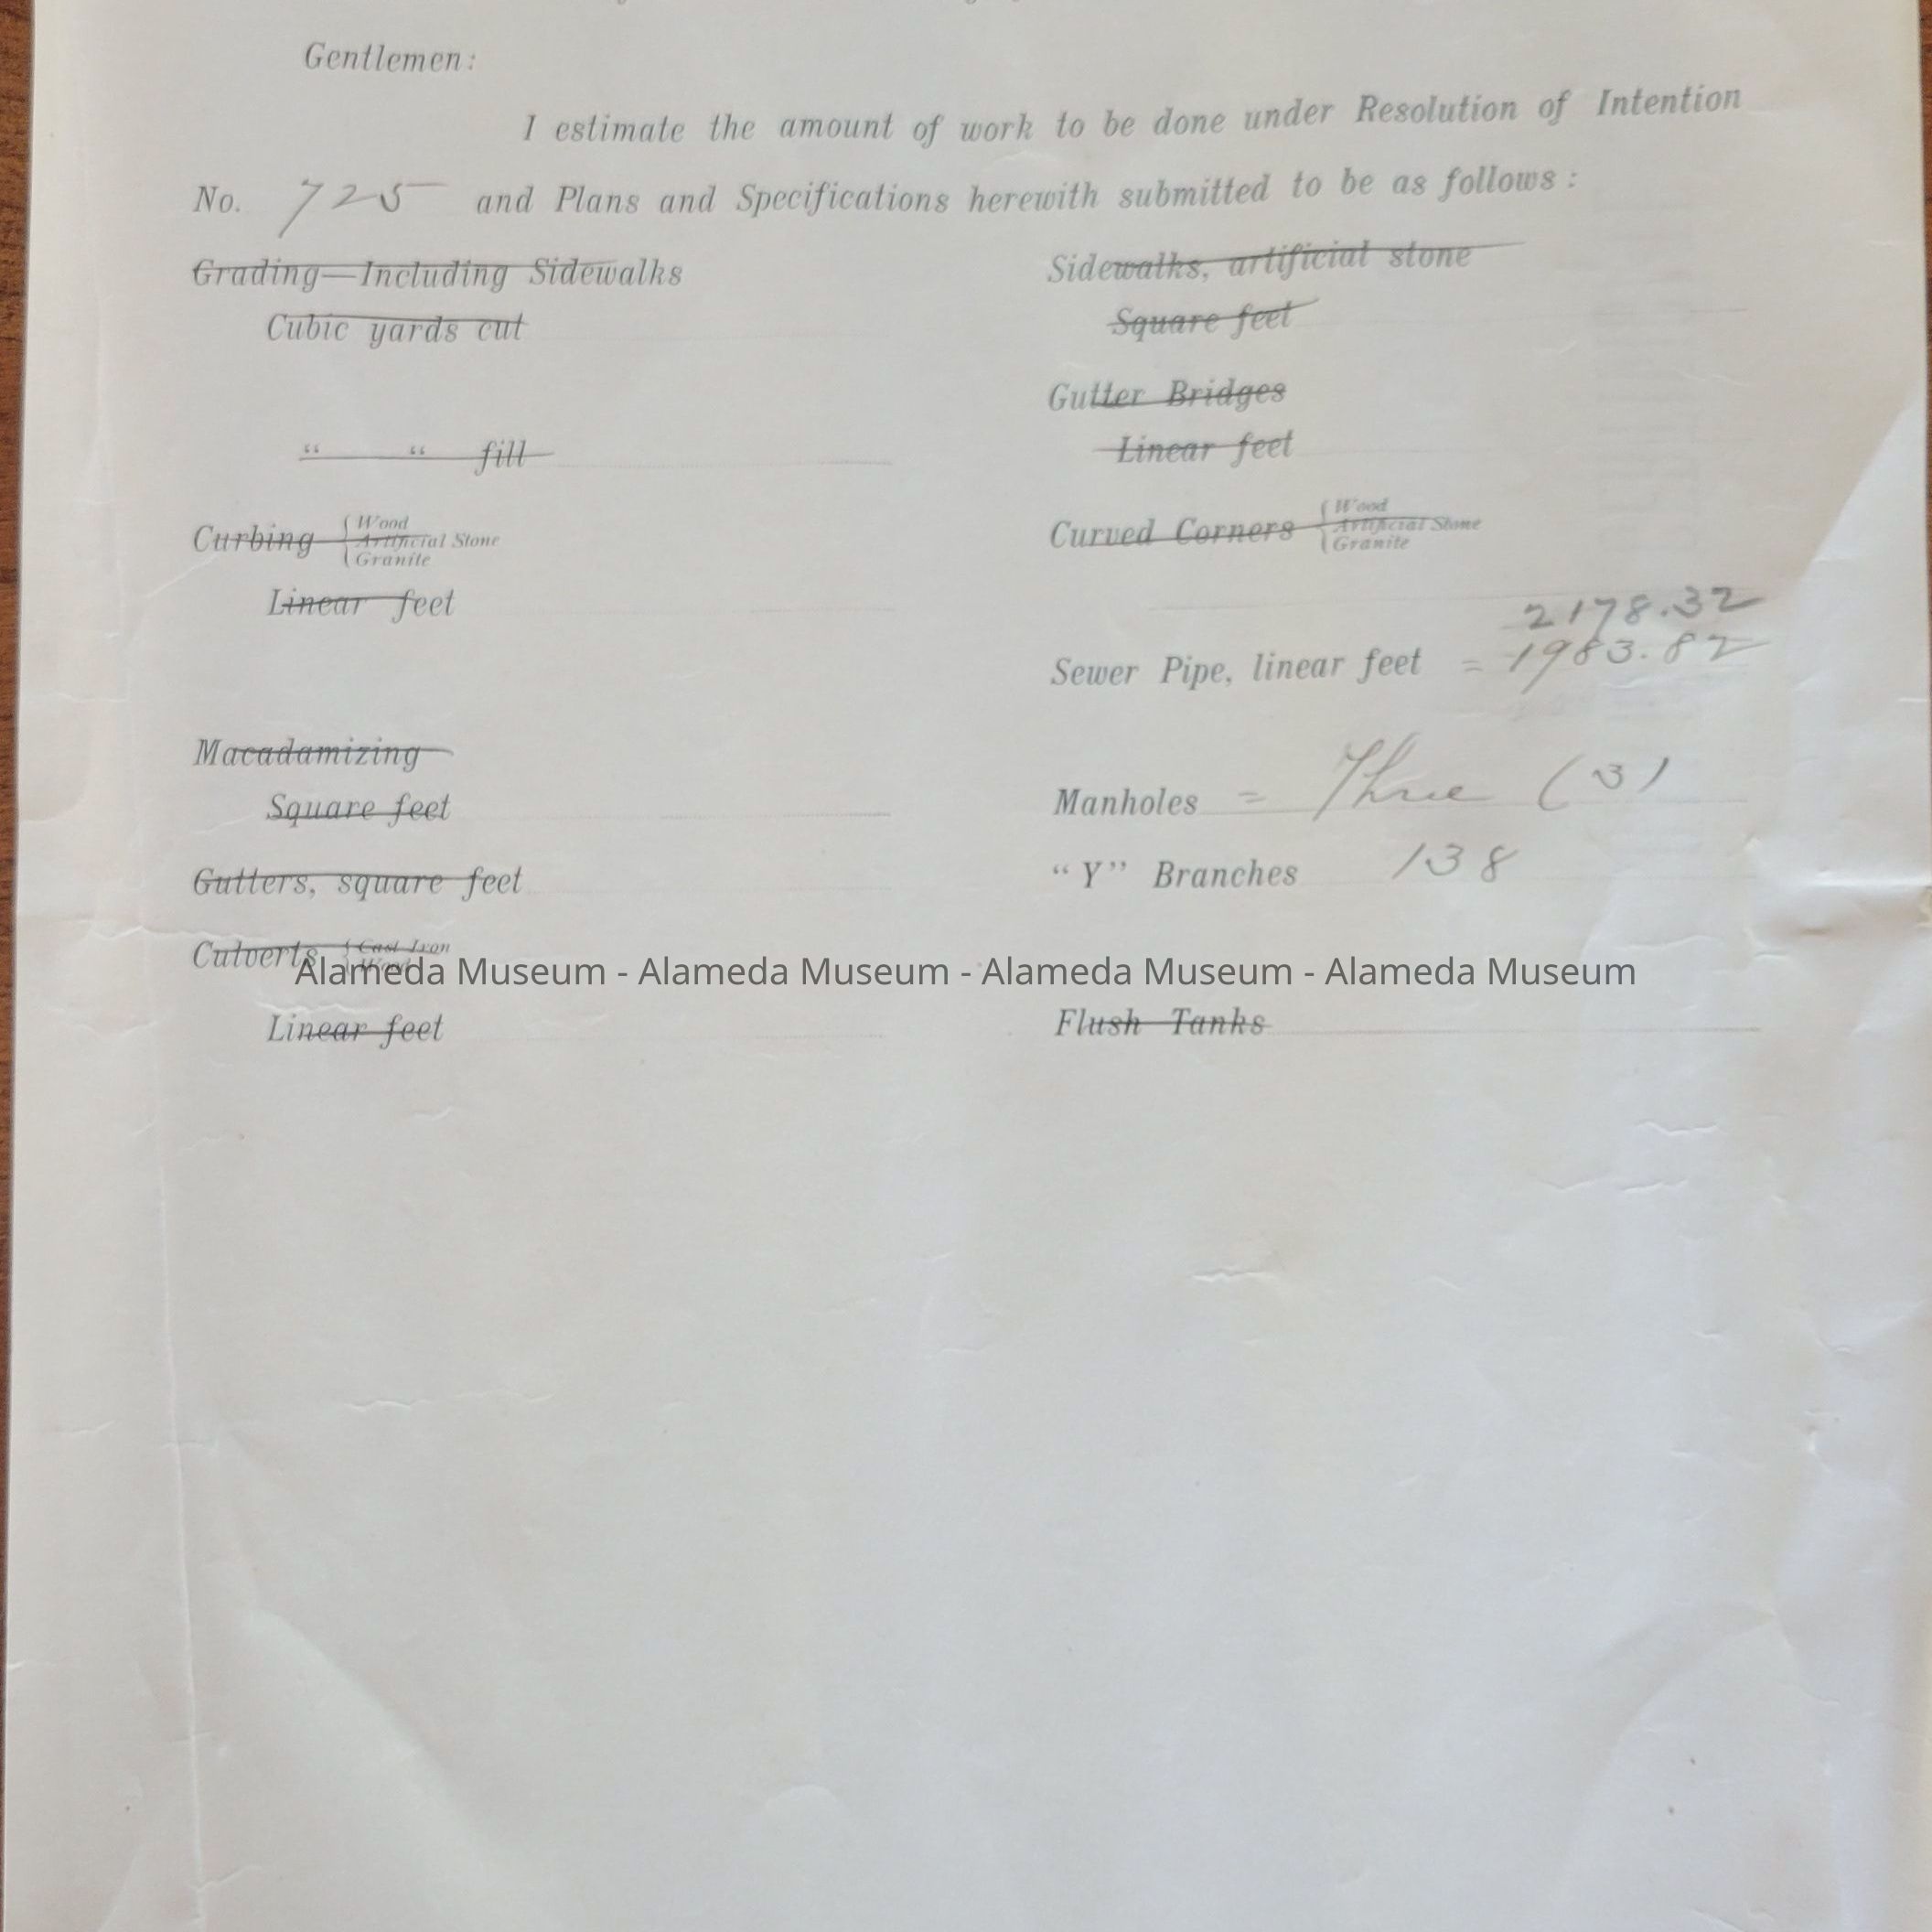 Gentlemen:
I estimate the amount of work to be done under Resolution of Intention
No. 725 and Plans and Specifications herewith submitted to be as follows:
Grading—Including Sidewalks
Cubic yards cut
“ “ fill
Curbing { Wood
Artificial Stone
Granite
Linear feet
Macadamizing
Square feet
Gutters, square feet
Culverts { Cast Iron
Wood
Linear feet
Sidewalks, artificial stone
Square feet
Gutter Bridges
Linear feet
Curved Corners { Wood
Artificial Stone
Granite
2178.32
Sewer Pipe, linear feet = 1983.82
Manholes = Three (3)
“Y” Branches 138
Flush Tanks
Alameda Museum - Alameda Museum - Alameda Museum - Alameda Museum